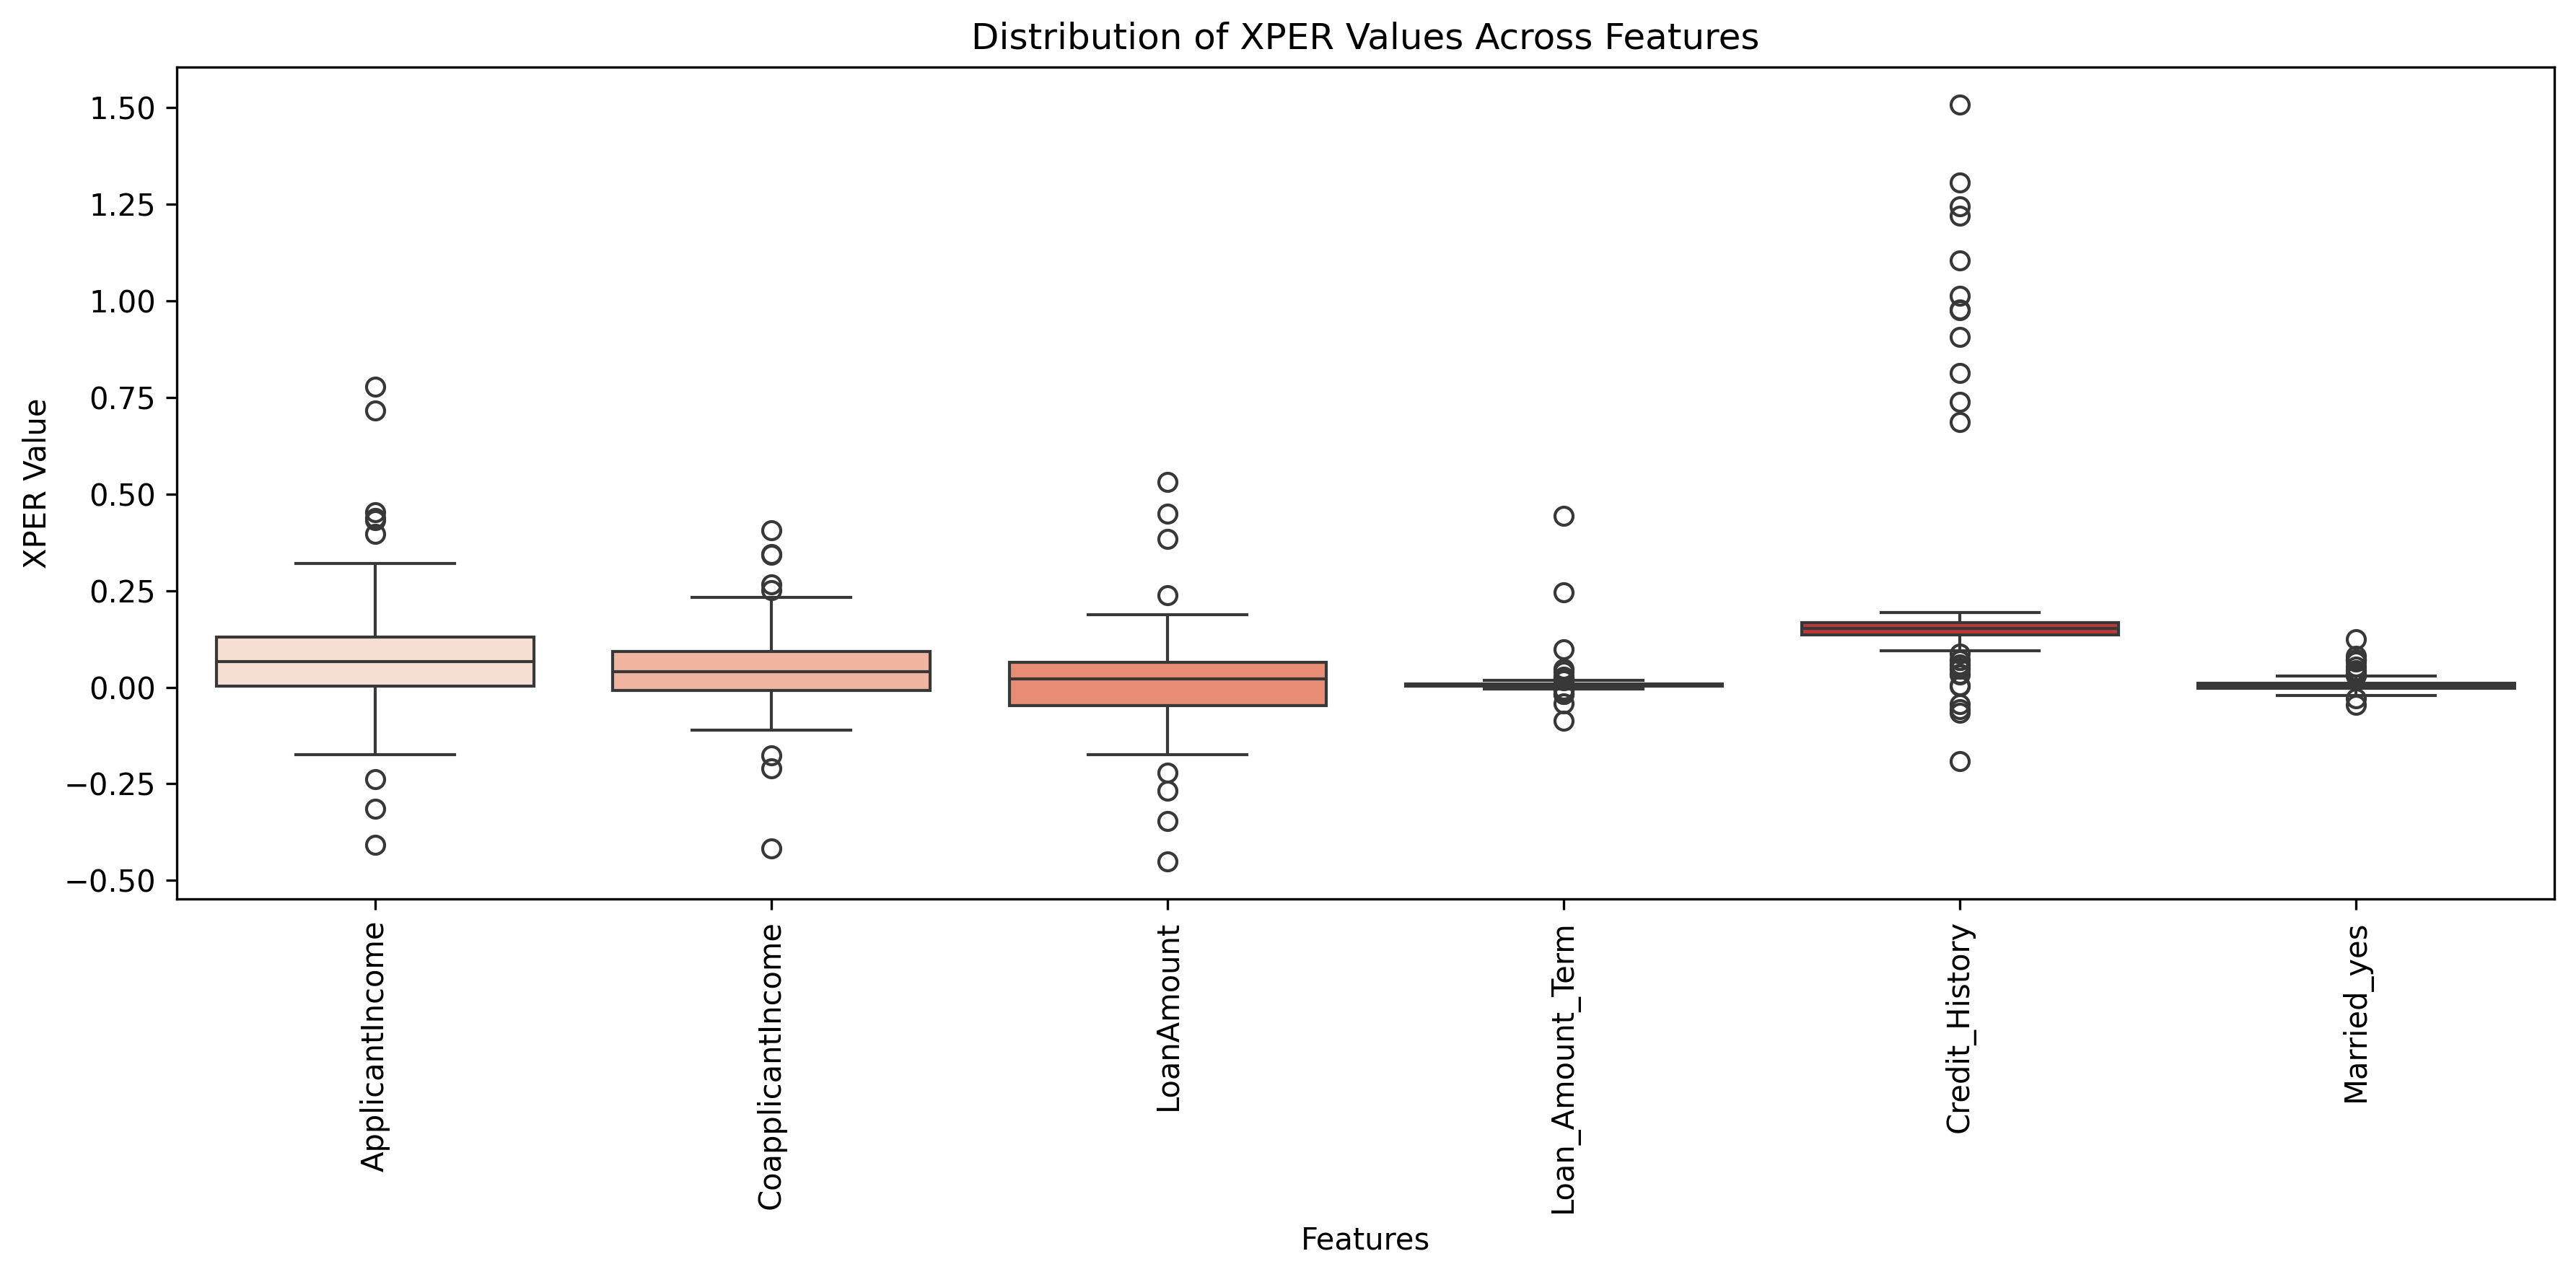 Distribution of XPER Values Across Features
XPER Value
1.50
1.25
1.00
0.75
0.50
0.25
0.00
−0.25
−0.50
ApplicantIncome
CoapplicantIncome
LoanAmount
Loan_Amount_Term
Credit_History
Married_yes
Features